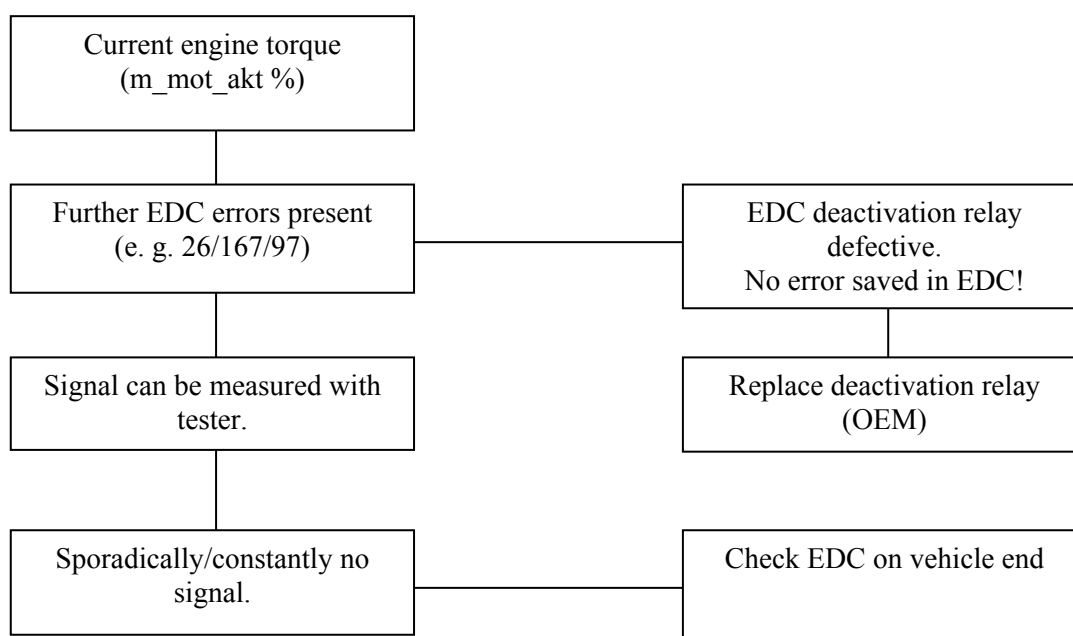 Current engine torque
(m_mot_akt %)
Further EDC errors present
(e. g. 26/167/97)
EDC deactivation relay
defective.
No error saved in EDC!
Signal can be measured with
tester.
Replace deactivation relay
(OEM)
Sporadically/constantly no
signal.
Check EDC on vehicle end